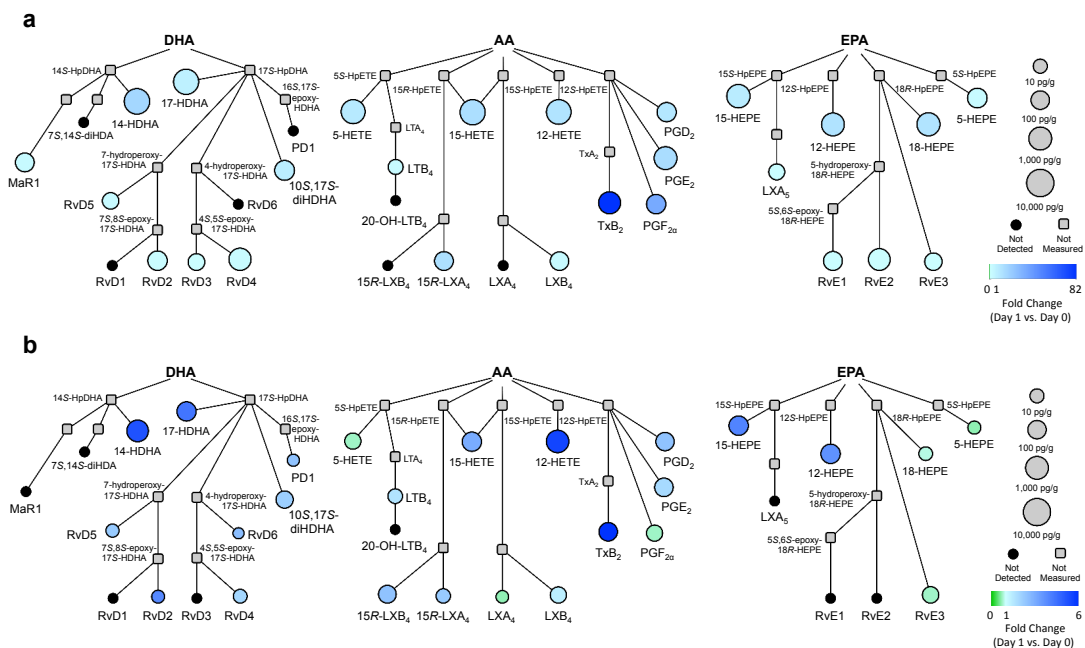 a
DHA
AA
EPA
14S-HpDHA
17S-HpDHA
16S,17S-
epoxy-
HDHA
17-HDHA
14-HDHA
7S,14S-diHDHA
PD1
MaR1
7-hydroperoxy-
17S-HDHA
4-hydroperoxy-
17S-HDHA
10S,17S-
diHDHA
RvD5
RvD6
7S,8S-epoxy-
17S-HDHA
4S,5S-epoxy-
17S-HDHA
RvD1
RvD2
RvD3
RvD4
5S-HpETE
15R-HpETE
15S-HpETE
12S-HpETE
5-HETE
15-HETE
12-HETE
PGD2
LTA4
TxA2
PGE2
LTB4
20-OH-LTB4
TxB2
PGF2α
15R-LXB4
15R-LXA4
LXA4
LXB4
15S-HpEPE
12S-HpEPE
18R-HpEPE
5S-HpEPE
15-HEPE
12-HEPE
18-HEPE
5-HEPE
LXA5
5-hydroperoxy-
18R-HEPE
5S,6S-epoxy-
18R-HEPE
RvE1
RvE2
RvE3
10 pg/g
100 pg/g
1,000 pg/g
10,000 pg/g
Not
Detected
Not
Measured
0 1
82
Fold Change
(Day 1 vs. Day 0)
b
DHA
AA
EPA
14S-HpDHA
17S-HpDHA
16S,17S-
epoxy-
HDHA
17-HDHA
14-HDHA
7S,14S-diHDA
PD1
MaR1
7-hydroperoxy-
17S-HDHA
4-hydroperoxy-
17S-HDHA
10S,17S-
diHDHA
RvD5
RvD6
7S,8S-epoxy-
17S-HDHA
4S,5S-epoxy-
17S-HDHA
RvD1
RvD2
RvD3
RvD4
5S-HpETE
15R-HpETE
15S-HpETE
12S-HpETE
5-HETE
15-HETE
12-HETE
PGD2
LTA4
TxA2
PGE2
LTB4
20-OH-LTB4
TxB2
PGF2α
15R-LXB4
15R-LXA4
LXA4
LXB4
15S-HpEPE
12S-HpEPE
18R-HpEPE
5S-HpEPE
15-HEPE
12-HEPE
18-HEPE
5-HEPE
LXA5
5-hydroperoxy-
18R-HEPE
5S,6S-epoxy-
18R-HEPE
RvE1
RvE2
RvE3
10 pg/g
100 pg/g
1,000 pg/g
10,000 pg/g
Not
Detected
Not
Measured
0
1
6
Fold Change
(Day 1 vs. Day 0)